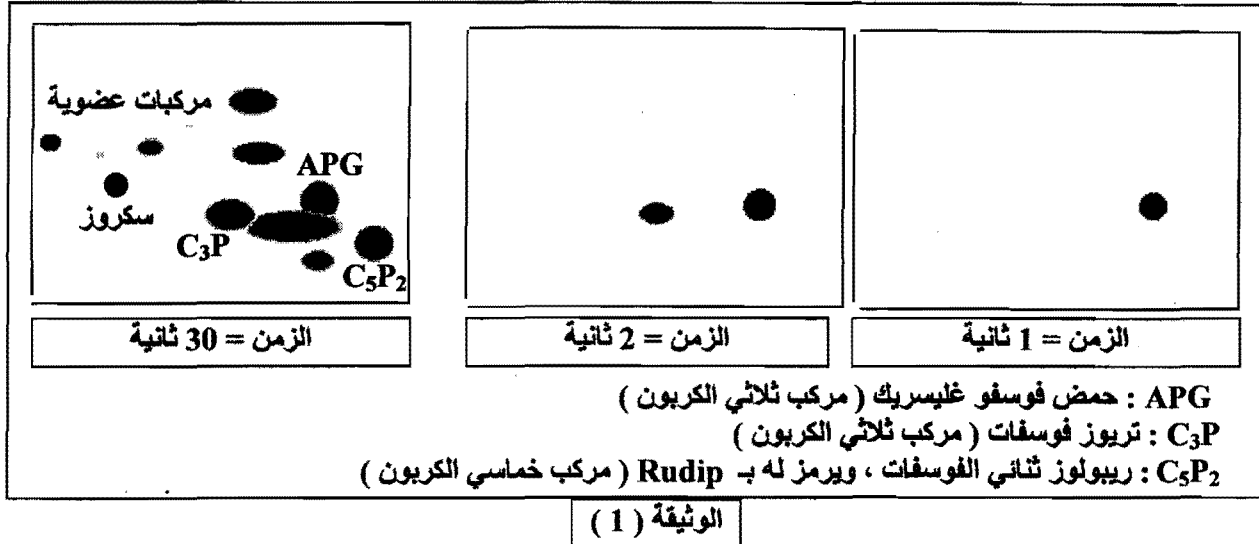 مركبات عضوية
APG
سكروز
C₃P
C₅P₂
الزمن = 1 ثانية
الزمن = 2 ثانية
الزمن = 30 ثانية
APG : حمض فوسفو غليسريك ( مركب ثلاثي الكربون )
C₃P : تريوز فوسفات ( مركب ثلاثي الكربون )
C₅P₂ : ريبولوز ثنائي الفوسفات ، ويرمز له بـ Rudip ( مركب خماسي الكربون )
الوثيقة ( 1 )